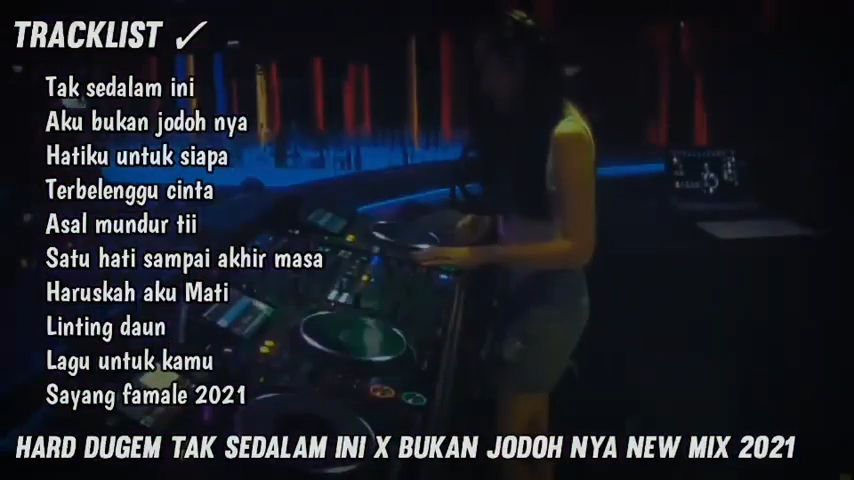 TRACKLIST ✓
Tak sedalam ini
Aku bukan jodoh nya
Hatiku untuk siapa
Terbelenggu cinta
Asal mundur tii
Satu hati sampai akhir masa
Haruskah aku Mati
Linting daun
Lagu untuk kamu
Sayang famale 2021
HARD DUGEM TAK SEDALAM INI X BUKAN JODOH NYA NEW MIX 2021